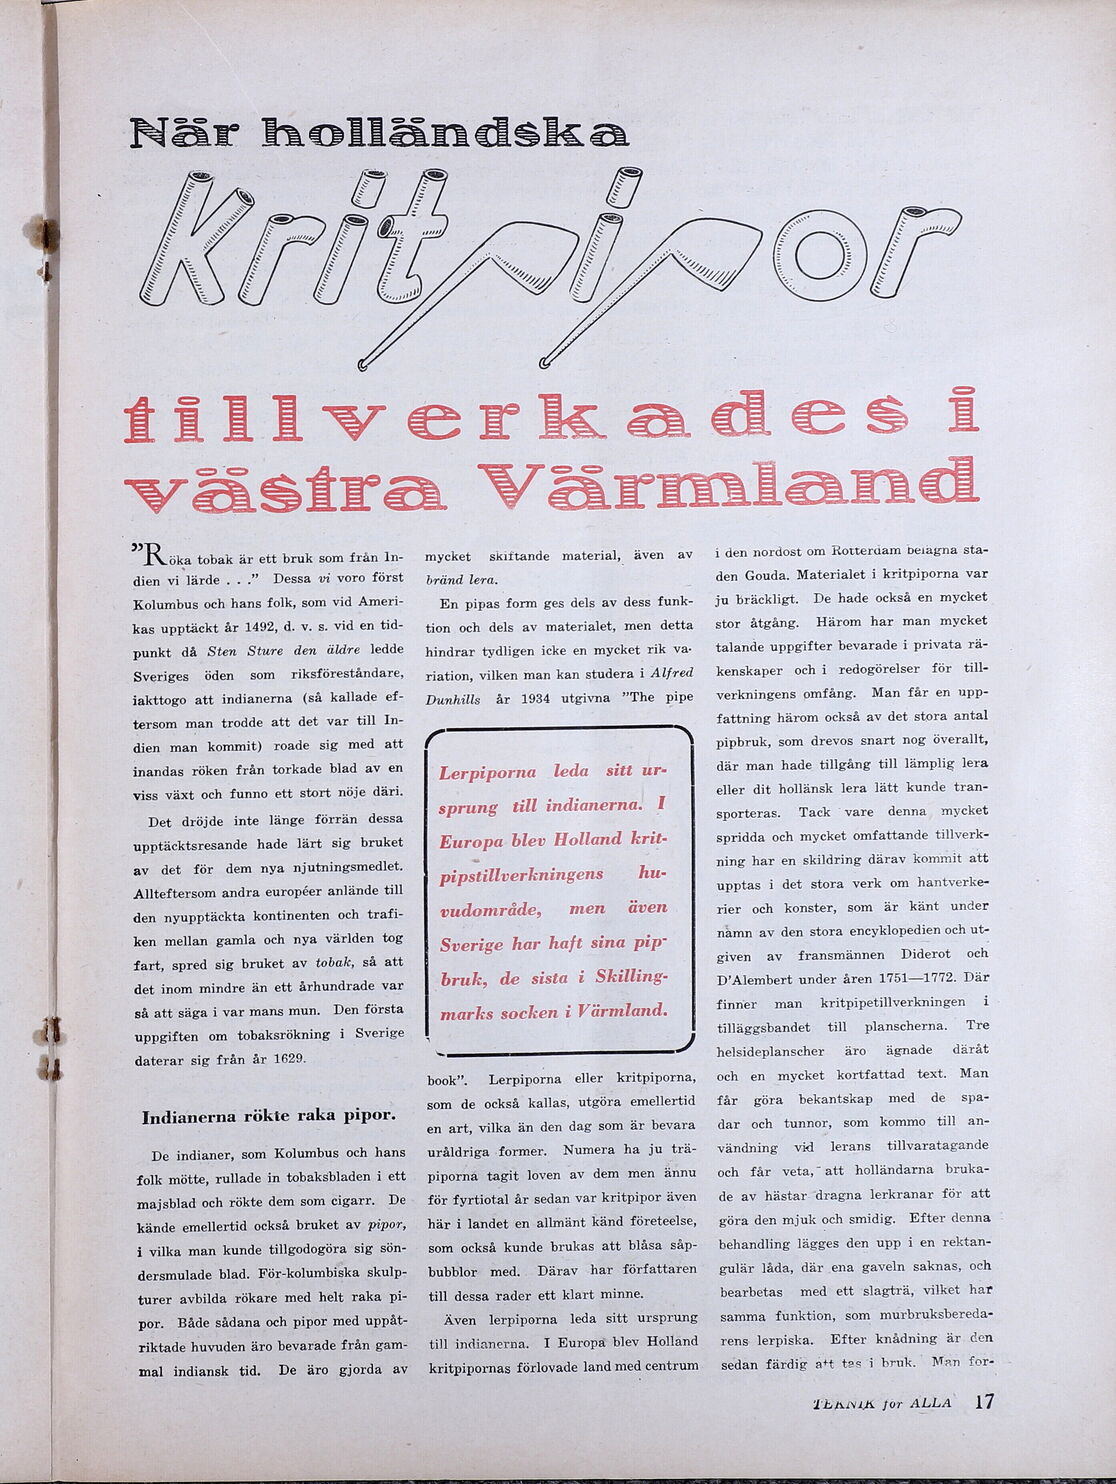 När holländska
Kritpipor
tillverkades i
västra Värmland
"Röka tobak är ett bruk som från In-
dien vi lärde . . ." Dessa vi voro först
Kolumbus och hans folk, som vid Ameri-
kas upptäckt år 1492, d. v. s. vid en tid-
punkt då Sten Sture den äldre ledde
Sveriges öden som riksföreståndare,
iakttogo att indianerna (så kallade ef-
tersom man trodde att det var till In-
dien man kommit) roade sig med att
inandas röken från torkade blad av en
viss växt och funno ett stort nöje däri.
Det dröjde inte länge förrän dessa
upptäcktsresande hade lärt sig bruket
av det för dem nya njutningsmedlet.
Allteftersom andra européer anlände till
den nyupptäckta kontinenten och trafi-
ken mellan gamla och nya världen tog
fart, spred sig bruket av tobak, så att
det inom mindre än ett århundrade var
så att säga i var mans mun. Den första
uppgiften om tobaksrökning i Sverige
daterar sig från år 1629.
Indianerna rökte raka pipor.
De indianer, som Kolumbus och hans
folk mötte, rullade in tobaksbladen i ett
majsblad och rökte dem som cigarr. De
kände emellertid också bruket av pipor,
i vilka man kunde tillgodogöra sig sön-
dersmulade blad. För-kolumbiska skulp-
turer avbilda rökare med helt raka pi-
por. Både sådana och pipor med uppåt-
riktade huvuden äro bevarade från gam-
mal indiansk tid. De äro gjorda av
mycket skiftande material, även av
bränd lera.
En pipas form ges dels av dess funk-
tion och dels av materialet, men detta
hindrar tydligen icke en mycket rik va-
riation, vilken man kan studera i Alfred
Dunhills år 1934 utgivna "The pipe
Lerpiporna leda sitt ur-
sprung till indianerna. I
Europa blev Holland krit-
pipstillverkningens hu-
vudområde, men även
Sverige har haft sina pip-
bruk, de sista i Skilling-
marks socken i Värmland.
book". Lerpiporna eller kritpiporna,
som de också kallas, utgöra emellertid
en art, vilka än den dag som är bevara
uråldriga former. Numera ha ju trä-
piporna tagit loven av dem men ännu
för fyrtiotal år sedan var kritpipor även
här i landet en allmänt känd företeelse,
som också kunde brukas att blåsa såp-
bubblor med. Därav har författaren
till dessa rader ett klart minne.
Även lerpiporna leda sitt ursprung
till indianerna. I Europa blev Holland
kritpipornas förlovade land med centrum
i den nordost om Rotterdam belägna sta-
den Gouda. Materialet i kritpiporna var
ju bräckligt. De hade också en mycket
stor åtgång. Härom har man mycket
talande uppgifter bevarade i privata rä-
kenskaper och i redogörelser för till-
verkningens omfång. Man får en upp-
fattning härom också av det stora antal
pipbruk, som drevos snart nog överallt,
där man hade tillgång till lämplig lera
eller dit holländsk lera lätt kunde tran-
sporteras. Tack vare denna mycket
spridda och mycket omfattande tillverk-
ning har en skildring därav kommit att
upptas i det stora verk om hantverke-
rier och konster, som är känt under
namn av den stora encyklopedien och ut-
given av fransmännen Diderot och
D'Alembert under åren 1751—1772. Där
finner man kritpipetillverkningen i
tilläggsbandet till planscherna. Tre
helsideplanscher äro ägnade däråt
och en mycket kortfattad text. Man
får göra bekantskap med de spa-
dar och tunnor, som kommo till an-
vändning vid lerans tillvaratagande
och får veta, att holländarna bruka-
de av hästar dragna lerkranar för att
göra den mjuk och smidig. Efter denna
behandling lägges den upp i en rektan-
gulär låda, där ena gaveln saknas, och
bearbetas med ett slagträ, vilket har
samma funktion, som murbruksbereda-
rens lerpiska. Efter knådning är den
sedan färdig att tas i bruk. Man for-
TEKNIK för ALLA 17